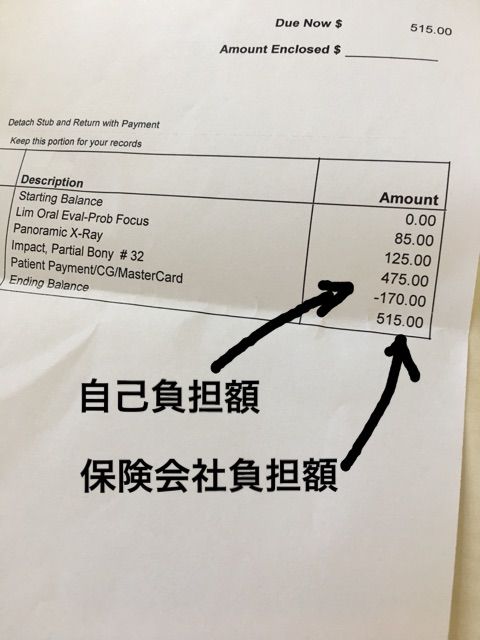 Due Now $ 515.00
Amount Enclosed $
Detach Stub and Return with Payment
Keep this portion for your records
Description Amount
Starting Balance 0.00
Lim Oral Eval-Prob Focus 85.00
Panoramic X-Ray 125.00
Impact, Partial Bony # 32 475.00
Patient Payment/CG/MasterCard -170.00
Ending Balance 515.00
自己負担額
保険会社負担額